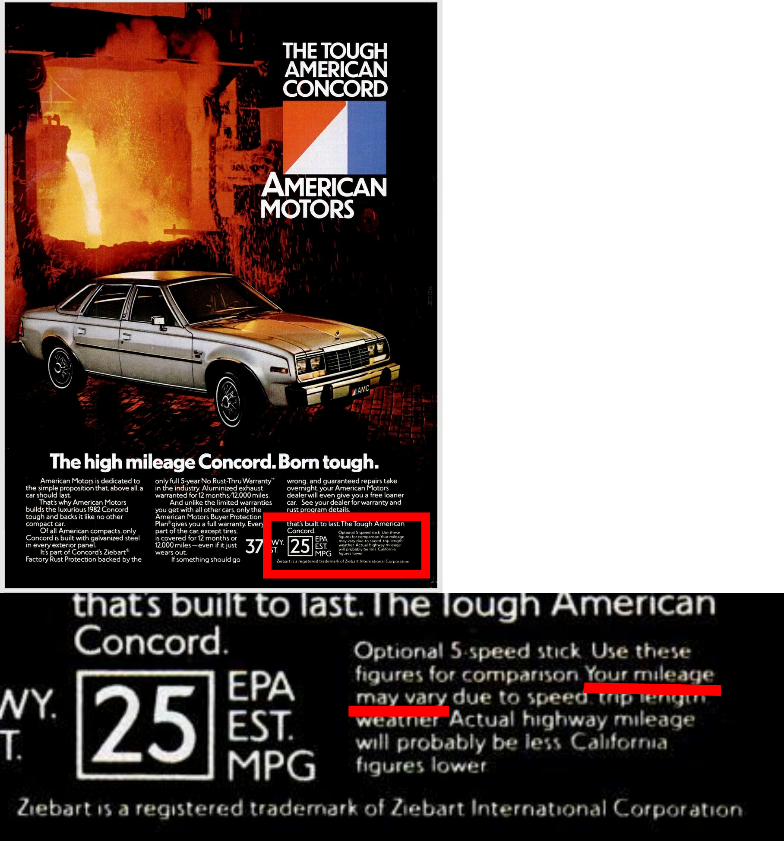 THE TOUGH
AMERICAN
CONCORD
AMERICAN
MOTORS
AMC
The high mileage Concord. Born tough.
American Motors is dedicated to
the simple proposition that, above all, a
car should last.
That's why American Motors
builds the luxurious 1982 Concord
tough and backs it like no other
compact car.
Of all American compacts, only
Concord is built with galvanized steel
in every exterior panel.
It's part of Concord's Ziebart®
Factory Rust Protection backed by the
only full 5-year No Rust-Thru Warranty™
in the industry. Aluminized exhaust
warranted for 12 months/12,000 miles.
And unlike the limited warranties
you get with all other cars, only the
American Motors Buyer Protection
Plan® gives you a full warranty. Every
part of the car except tires,
is covered for 12 months or
12,000 miles—even if it just
wears out.
If something should go
wrong, and guaranteed repairs take
overnight, your American Motors
dealer will even give you a free loaner
car. See your dealer for warranty and
rust program details.
that's built to last. The Tough American
Concord.
37 WY. ST.
25 EPA EST. MPG
Optional 5-speed stick. Use these
figures for comparison. Your mileage
may vary due to speed, trip length,
weather. Actual highway mileage
will probably be less. California
figures lower.
Ziebart is a registered trademark of Ziebart International Corporation
that's built to last. The Tough American
Concord.
WY.
T.
25
EPA
EST.
MPG
Optional 5-speed stick Use these
figures for comparison Your mileage
may vary due to speed, trip length
weather Actual highway mileage
will probably be less California
figures lower
Ziebart is a registered trademark of Ziebart International Corporation